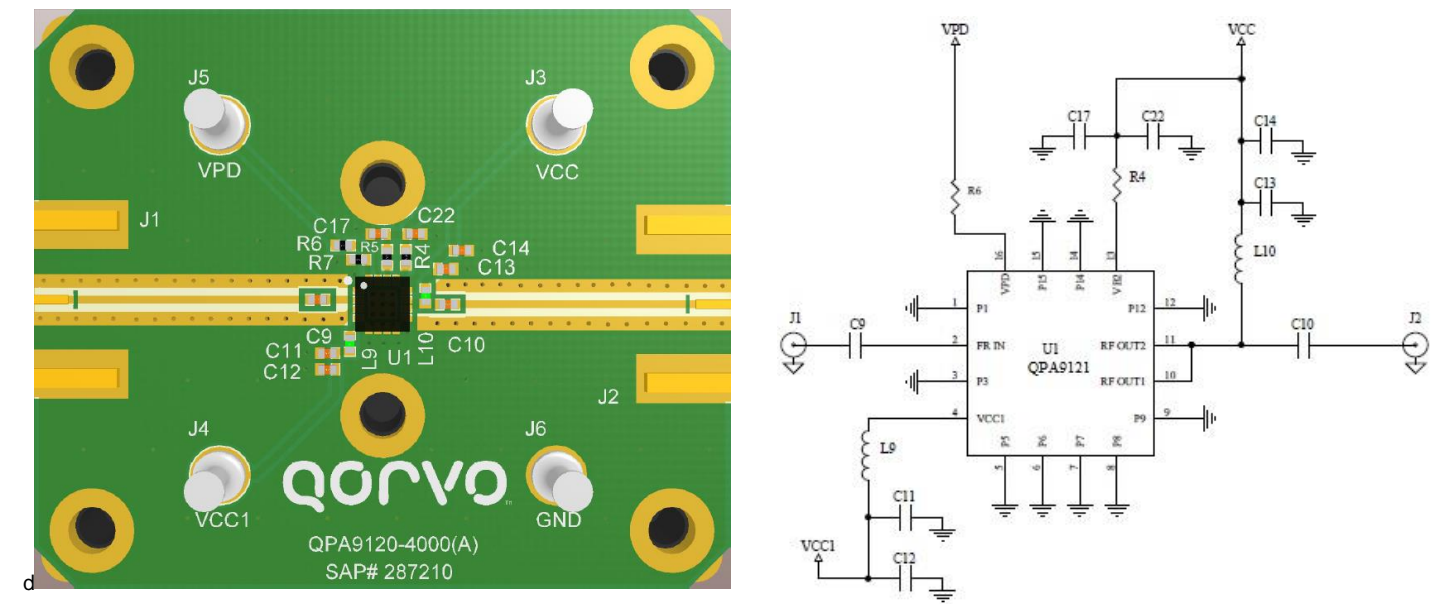 J5
J3
VPD
VCC
J1
C17
C22
R6
R5
R4
C14
R7
C13
C9
C11
C12
L9
U1
L10
C10
J2
J4
J6
QORVO
VCC1
GND
QPA9120-4000(A)
SAP# 287210
d
VPD
VCC
C17
C22
C14
R6
R4
C13
L10
16
15
14
13
VPD
P15
P14
1
P1
P12
12
J1
C9
2
FR IN
U1
QPA9121
RF OUT2
11
C10
J2
3
P3
RF OUT1
10
4
VCC1
P9
9
L9
P5
P6
P7
P8
5
6
7
8
C11
VCC1
C12